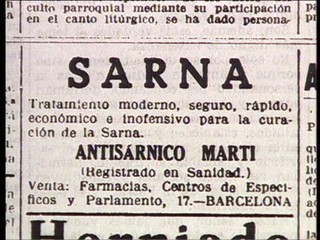 culto parroquial mediante su participación
en el canto litúrgico, se ha dado persona-
SARNA
Tratamiento moderno, seguro, rápido,
económico e inofensivo para la cura-
ción de la Sarna.
ANTISÁRNICO MARTI
(Registrado en Sanidad.)
Venta: Farmacias, Centros de Especí-
ficos y Parlamento, 17.—BARCELONA